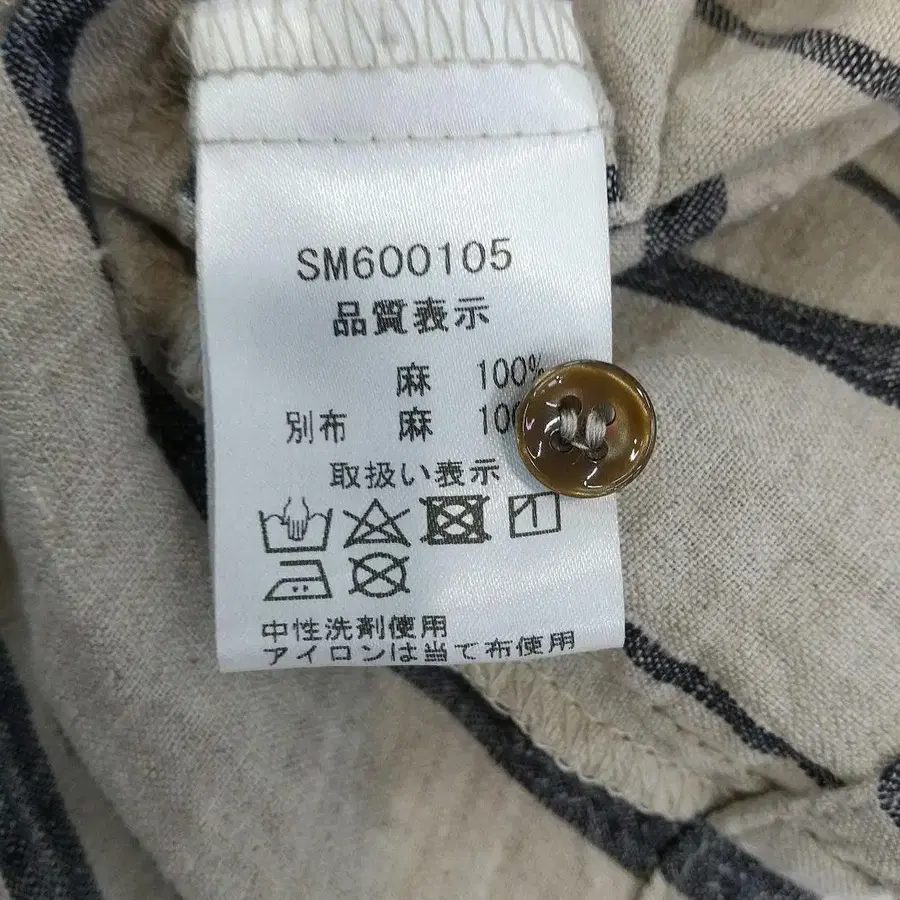 SM600105
品質表示
麻 100%
別布 麻
取扱い表示
中性洗剤使用
アイロンは当て布使用